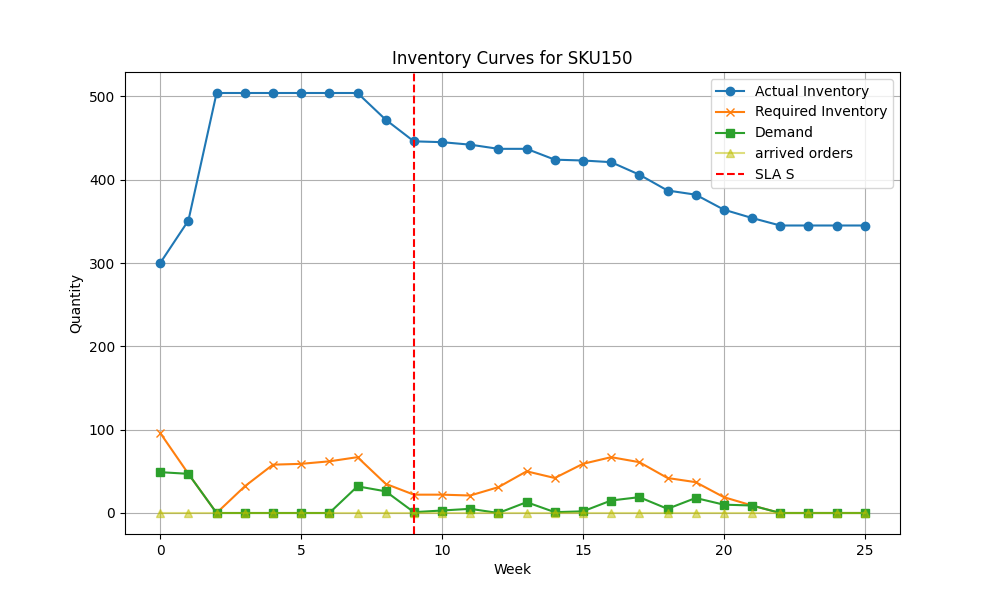 Inventory Curves for SKU150
Actual Inventory
Required Inventory
Demand
arrived orders
SLA S
Quantity
500
400
300
200
100
0
0 5 10 15 20 25
Week